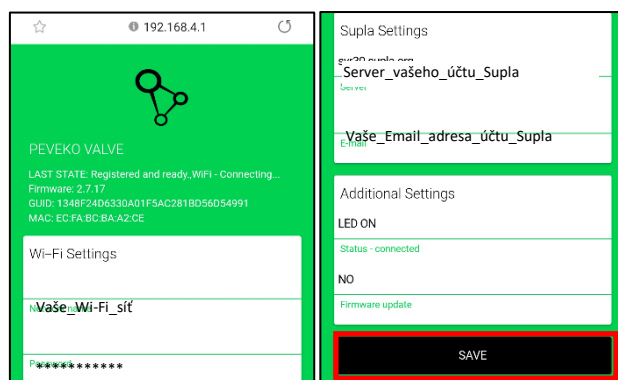 192.168.4.1
PEVEKO VALVE
LAST STATE: Registered and ready.,WiFi - Connecting...
Firmware: 2.7.17
GUID: 1348F24D6330A01F5AC281BD56D54991
MAC: EC:FA:BC:BA:A2:CE
Wi-Fi Settings
Vaše_Wi-Fi_síť
***********
Supla Settings
Server_vašeho_účtu_Supla
Server
Vaše_Email_adresa_účtu_Supla
E-mail
Additional Settings
LED ON
Status - connected
NO
Firmware update
SAVE